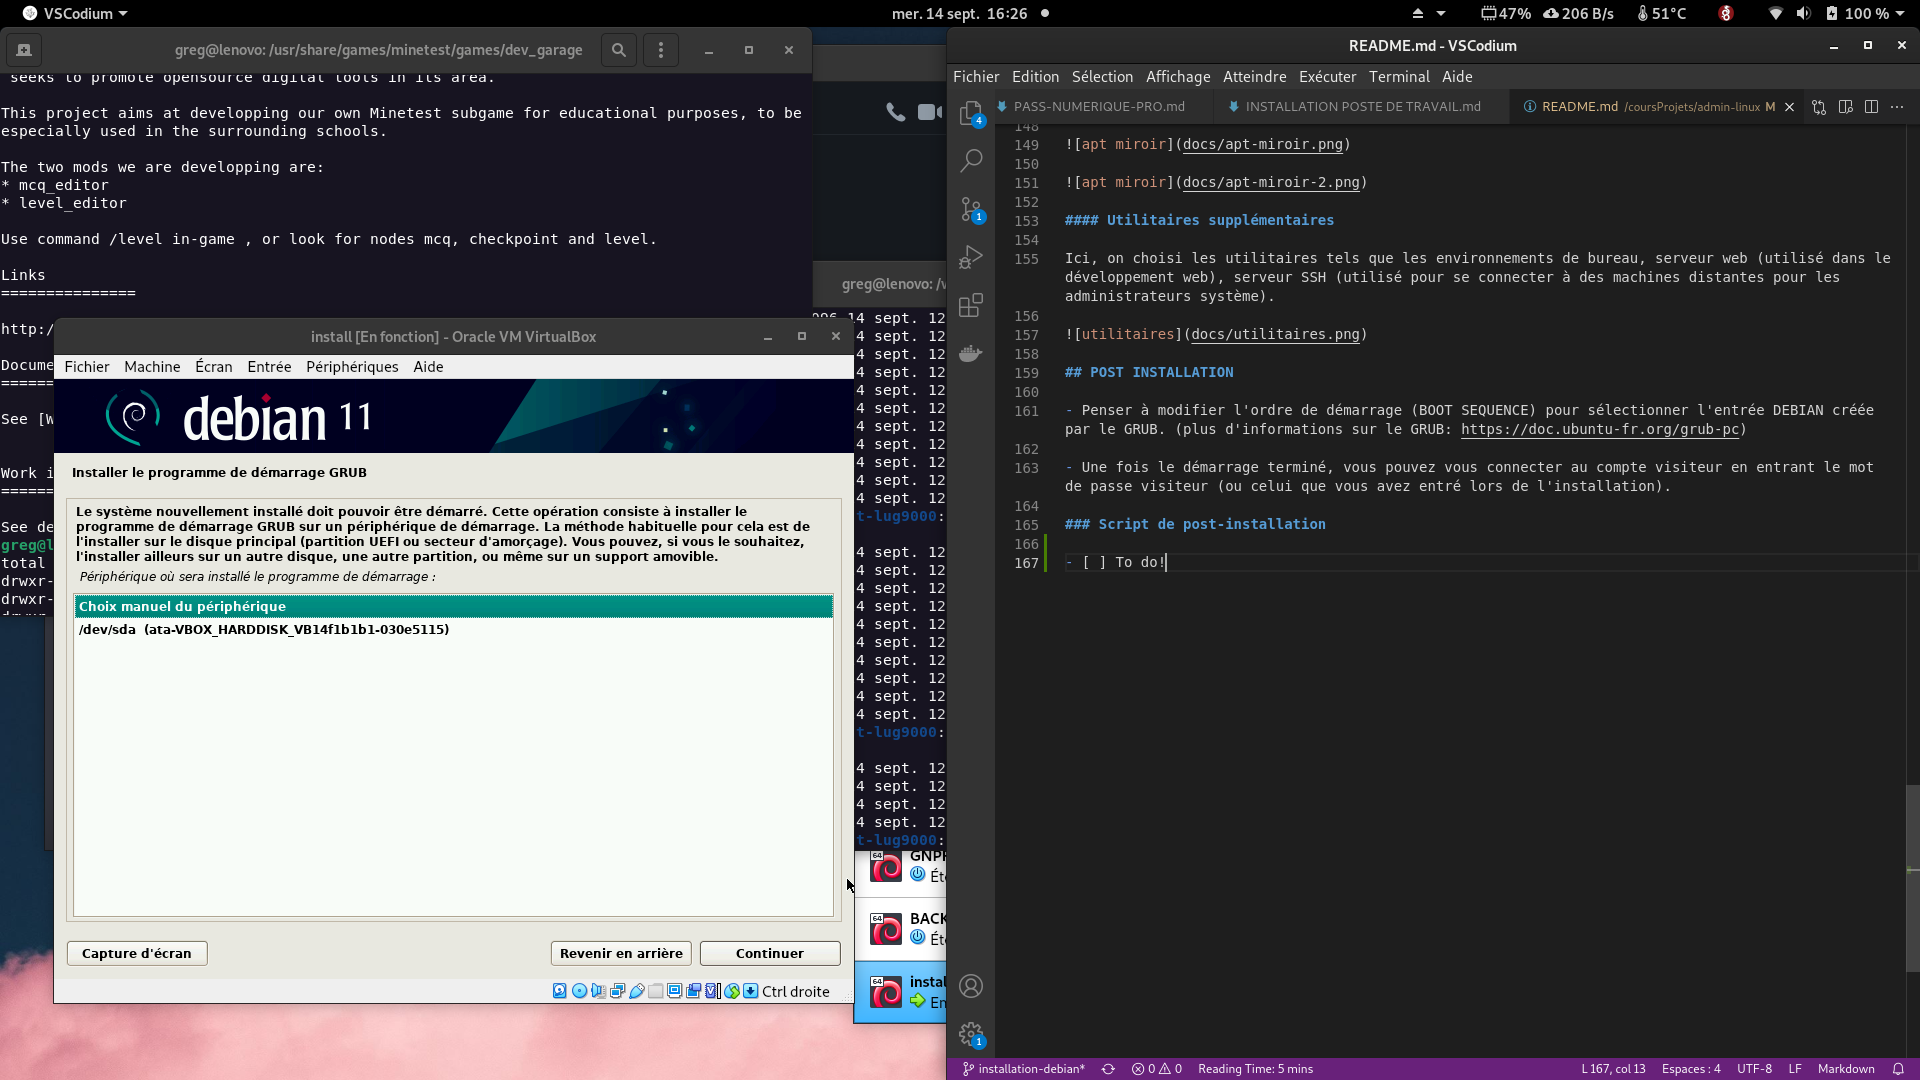 VSCodium
mer. 14 sept. 16:26
47%
206 B/s
51°C
100 %
greg@lenovo: /usr/share/games/minetest/games/dev_garage
seeks to promote opensource digital tools in its area.
This project aims at developping our own Minetest subgame for educational purposes, to be
especially used in the surrounding schools.
The two mods we are developping are:
* mcq_editor
* level_editor
Use command /level in-game , or look for nodes mcq, checkpoint and level.
Links
===============
http:/
Docume
======
See [W
Work i
======
See de
greg@l
total
drwxr-
drwxr-
greg@lenovo: /v
14 sept. 12
4 sept. 12
4 sept. 12
4 sept. 12
4 sept. 12
4 sept. 12
4 sept. 12
4 sept. 12
4 sept. 12
4 sept. 12
4 sept. 12
t-lug9000:
4 sept. 12
4 sept. 12
4 sept. 12
4 sept. 12
4 sept. 12
4 sept. 12
4 sept. 12
4 sept. 12
4 sept. 12
4 sept. 12
t-lug9000:
4 sept. 12
4 sept. 12
4 sept. 12
4 sept. 12
t-lug9000:
install [En fonction] - Oracle VM VirtualBox
Fichier Machine Écran Entrée Périphériques Aide
debian 11
Installer le programme de démarrage GRUB
Le système nouvellement installé doit pouvoir être démarré. Cette opération consiste à installer le
programme de démarrage GRUB sur un périphérique de démarrage. La méthode habituelle pour cela est de
l'installer sur le disque principal (partition UEFI ou secteur d'amorçage). Vous pouvez, si vous le souhaitez,
l'installer ailleurs sur un autre disque, une autre partition, ou même sur un support amovible.
Périphérique où sera installé le programme de démarrage :
Choix manuel du périphérique
/dev/sda (ata-VBOX_HARDDISK_VB14f1b1b1-030e5115)
Capture d'écran
Revenir en arrière
Continuer
Ctrl droite
64
Ét
64
BACK
Ét
64
instal
En
README.md - VSCodium
Fichier Edition Sélection Affichage Atteindre Exécuter Terminal Aide
PASS-NUMERIQUE-PRO.md
INSTALLATION POSTE DE TRAVAIL.md
README.md /coursProjets/admin-linux M
4
1
1
148
149 ![apt miroir](docs/apt-miroir.png)
150
151 ![apt miroir](docs/apt-miroir-2.png)
152
153 #### Utilitaires supplémentaires
154
155 Ici, on choisi les utilitaires tels que les environnements de bureau, serveur web (utilisé dans le
développement web), serveur SSH (utilisé pour se connecter à des machines distantes pour les
administrateurs système).
156
157 ![utilitaires](docs/utilitaires.png)
158
159 ## POST INSTALLATION
160
161 - Penser à modifier l'ordre de démarrage (BOOT SEQUENCE) pour sélectionner l'entrée DEBIAN créée
par le GRUB. (plus d'informations sur le GRUB: https://doc.ubuntu-fr.org/grub-pc)
162
163 - Une fois le démarrage terminé, vous pouvez vous connecter au compte visiteur en entrant le mot
de passe visiteur (ou celui que vous avez entré lors de l'installation).
164
165 ### Script de post-installation
166
167 - [ ] To do!
installation-debian*
0 0
Reading Time: 5 mins
L 167, col 13
Espaces : 4
UTF-8
LF
Markdown